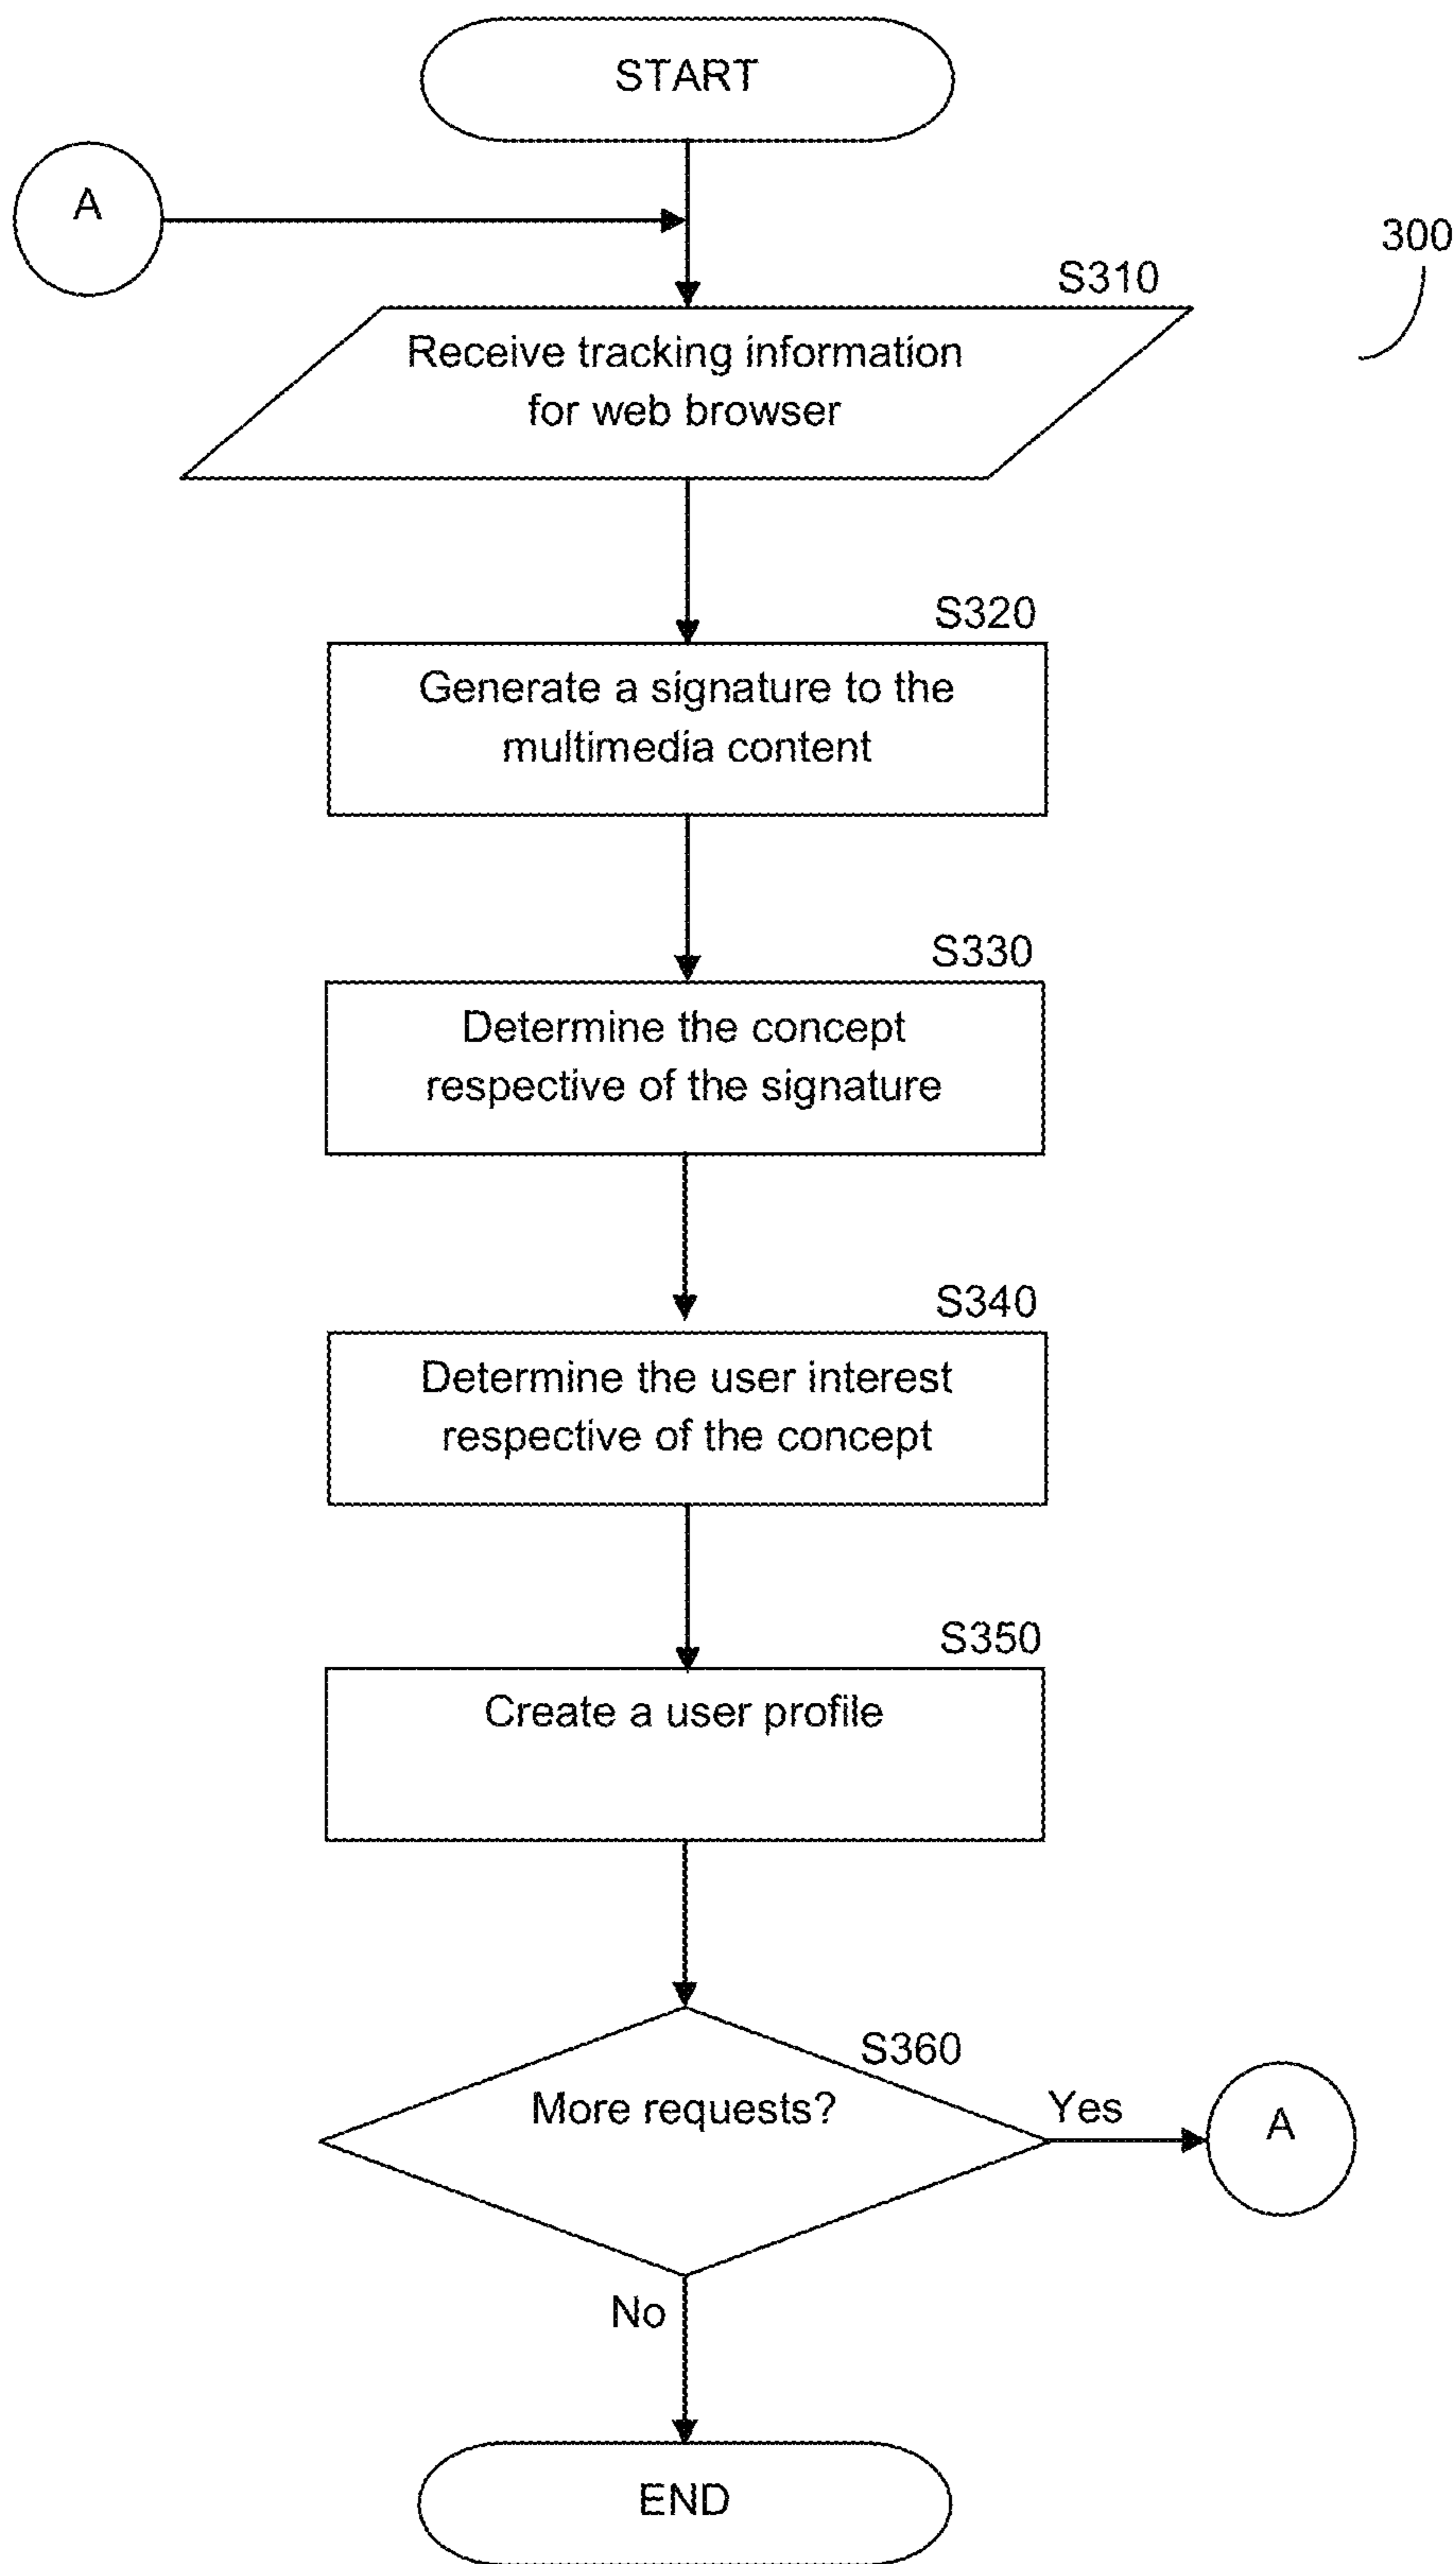 START
A
300
S310
Receive tracking information
for web browser
S320
Generate a signature to the
multimedia content
S330
Determine the concept
respective of the signature
S340
Determine the user interest
respective of the concept
S350
Create a user profile
S360
More requests?
Yes
A
No
END